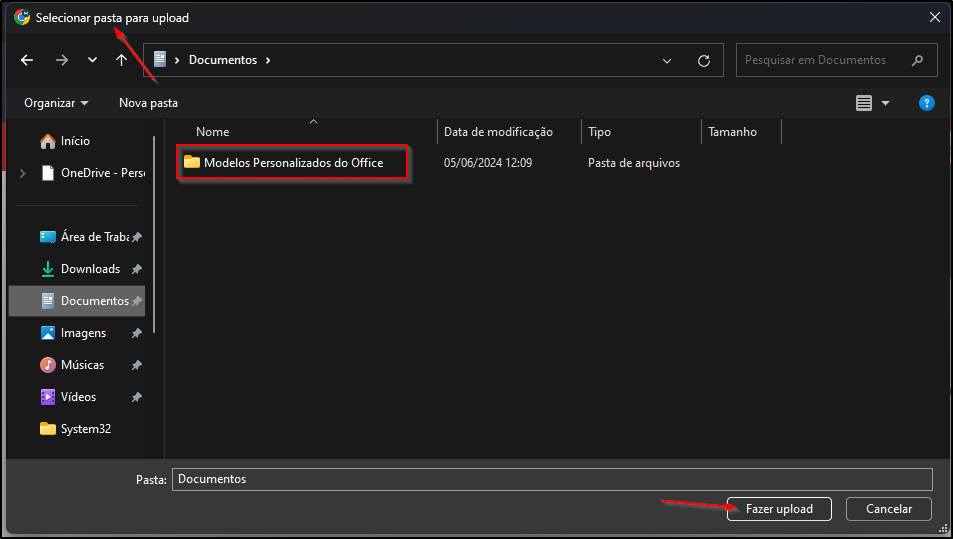 Selecionar pasta para upload
Documentos
Pesquisar em Documentos
Organizar
Nova pasta
?
Nome
Data de modificação
Tipo
Tamanho
Início
Modelos Personalizados do Office
05/06/2024 12:09
Pasta de arquivos
OneDrive - Pers
Área de Traba
Downloads
Documentos
Imagens
Músicas
Vídeos
System32
Pasta:
Documentos
Fazer upload
Cancelar